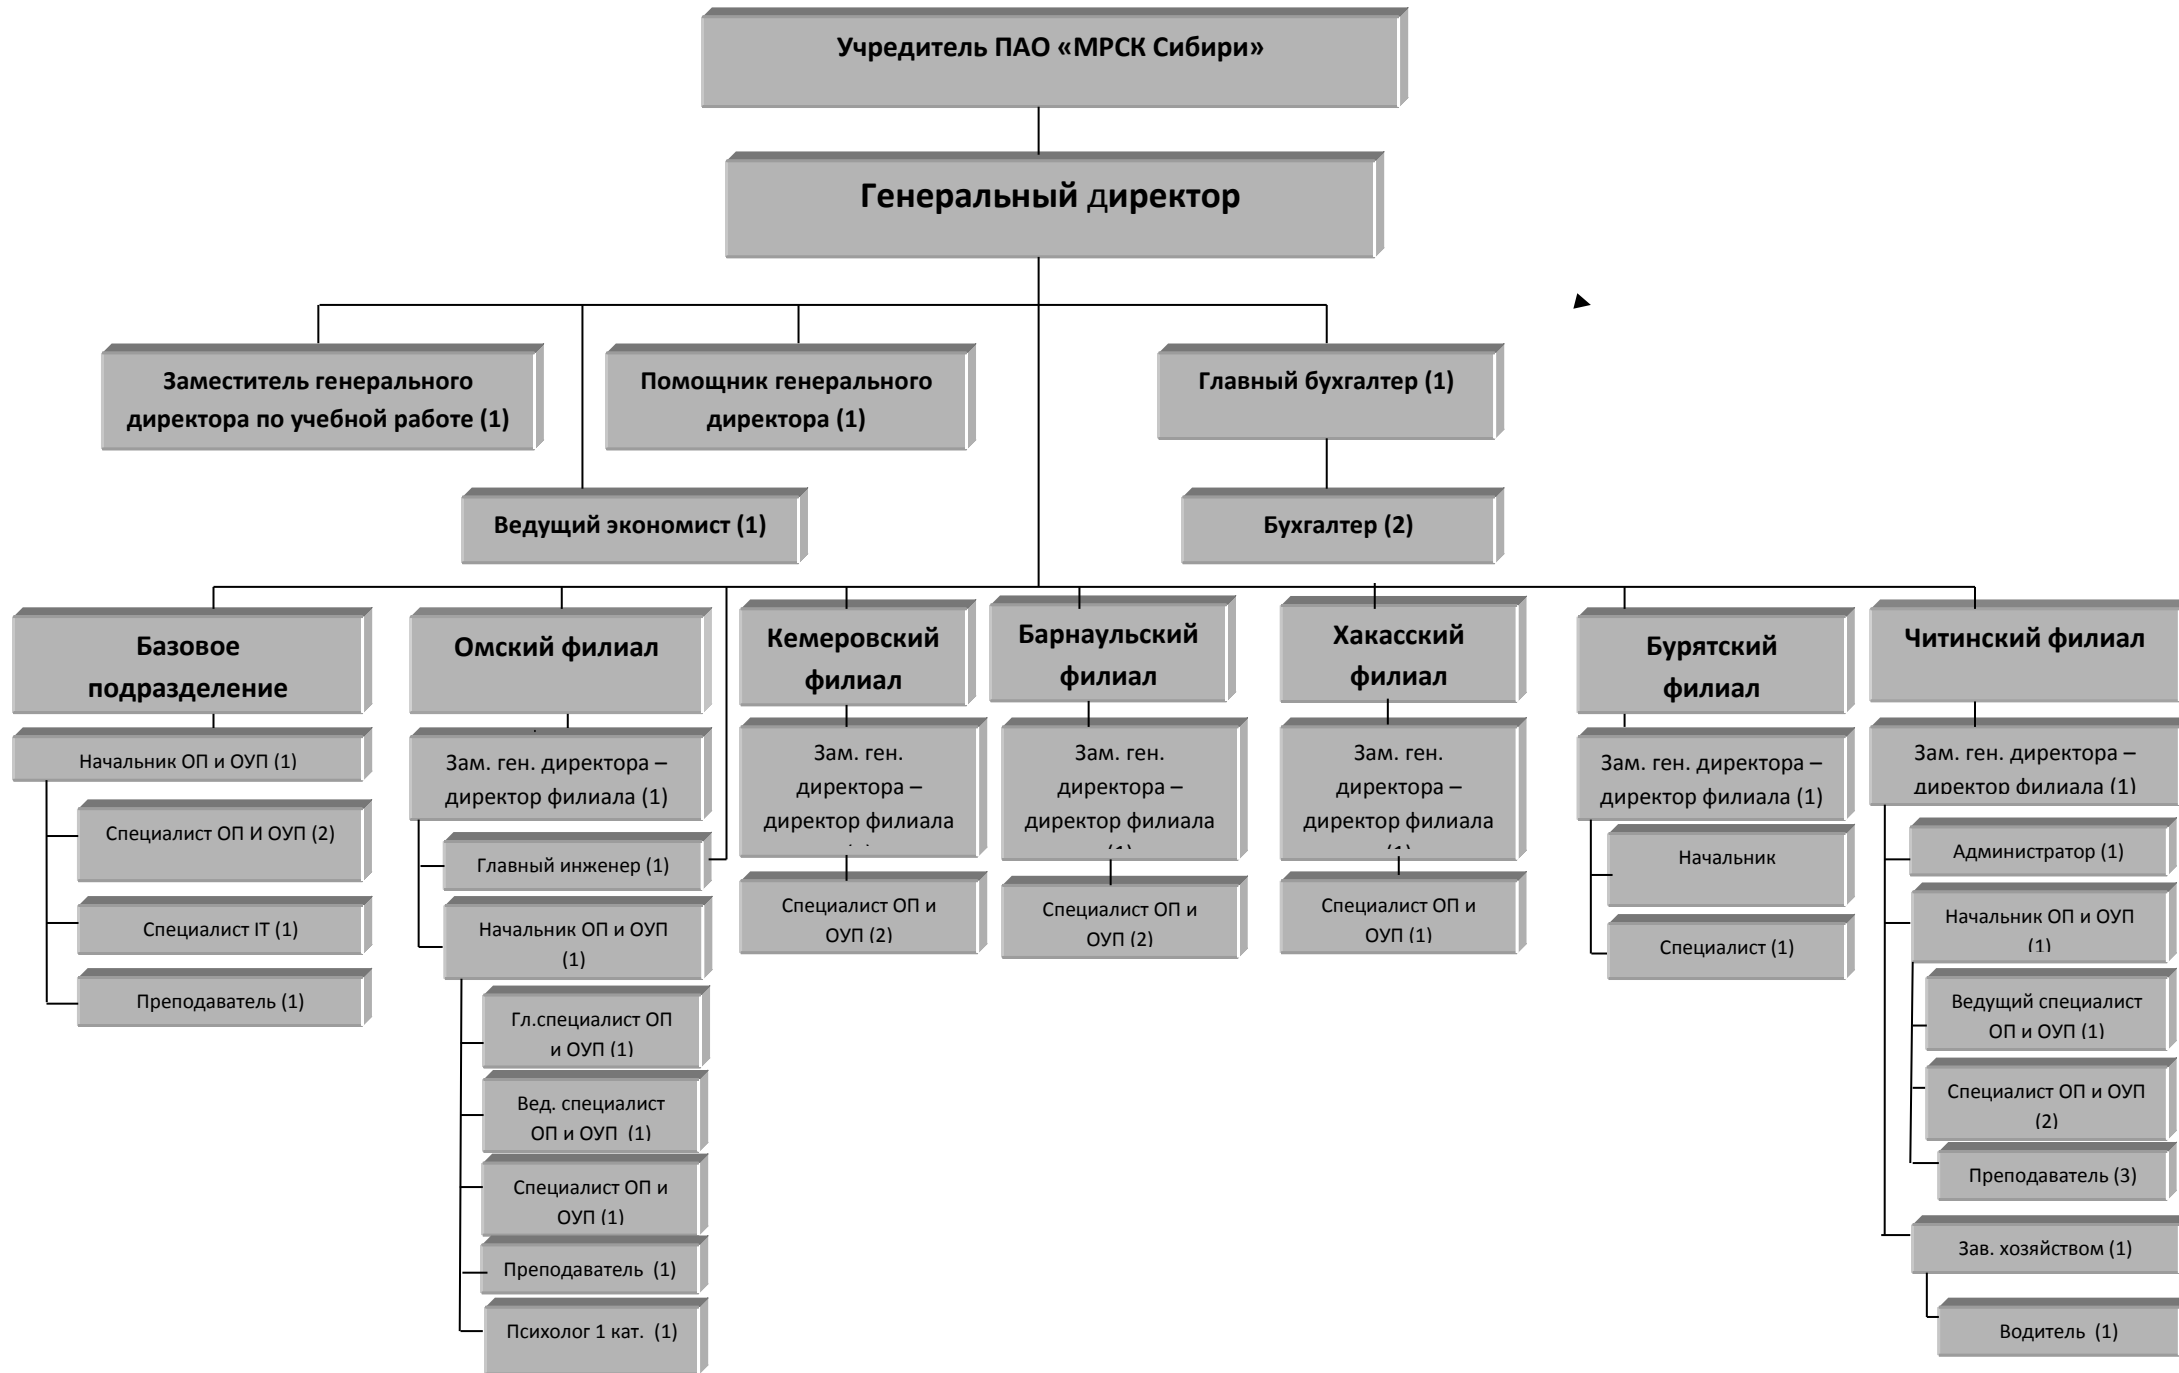 Учредитель ПАО «МРСК Сибири»
Генеральный директор
Заместитель генерального
директора по учебной работе (1)
Помощник генерального
директора (1)
Главный бухгалтер (1)
Ведущий экономист (1)
Бухгалтер (2)
Базовое
подразделение
Начальник ОП и ОУП (1)
Специалист ОП И ОУП (2)
Специалист IT (1)
Преподаватель (1)
Омский филиал
Зам. ген. директора –
директор филиала (1)
Главный инженер (1)
Начальник ОП и ОУП
(1)
Гл.специалист ОП
и ОУП (1)
Вед. специалист
ОП и ОУП (1)
Специалист ОП и
ОУП (1)
Преподаватель (1)
Психолог 1 кат. (1)
Кемеровский
филиал
Зам. ген.
директора –
директор филиала
Специалист ОП и
ОУП (2)
Барнаульский
филиал
Зам. ген.
директора –
директор филиала
(1)
Специалист ОП и
ОУП (2)
Хакасский
филиал
Зам. ген.
директора –
директор филиала
(1)
Специалист ОП и
ОУП (1)
Бурятский
филиал
Зам. ген. директора –
директор филиала (1)
Начальник
Специалист (1)
Читинский филиал
Зам. ген. директора –
директор филиала (1)
Администратор (1)
Начальник ОП и ОУП
(1)
Ведущий специалист
ОП и ОУП (1)
Специалист ОП и ОУП
(2)
Преподаватель (3)
Зав. хозяйством (1)
Водитель (1)